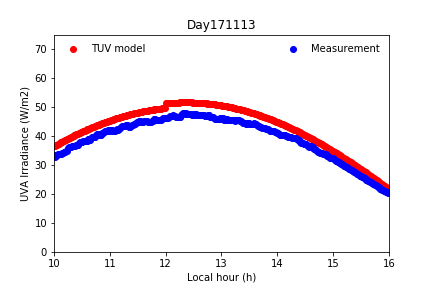 Day171113
TUV model
Measurement
UVA Irradiance (W/m2)
70
60
50
40
30
20
10
0
10 11 12 13 14 15 16
Local hour (h)